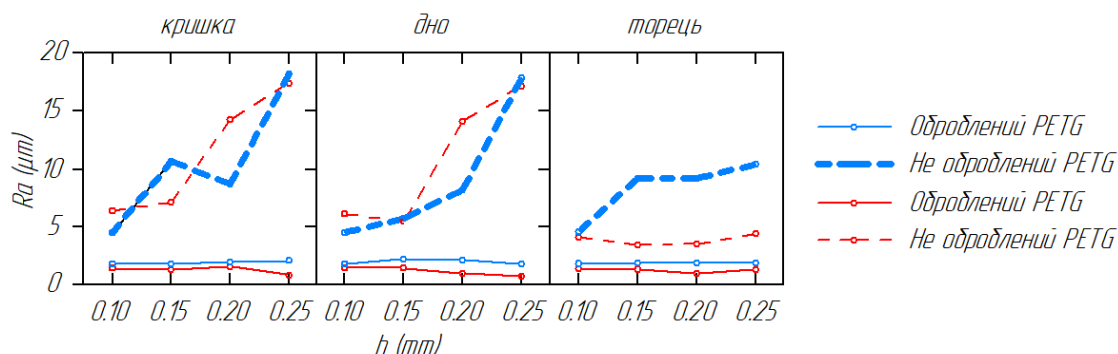 кришка дно торець
20
15
10
5
0
Ra (µm)
0.10 0.15 0.20 0.25 0.10 0.15 0.20 0.25 0.10 0.15 0.20 0.25
h (mm)
Оброблений PETG
Не оброблений PETG
Оброблений PETG
Не оброблений PETG